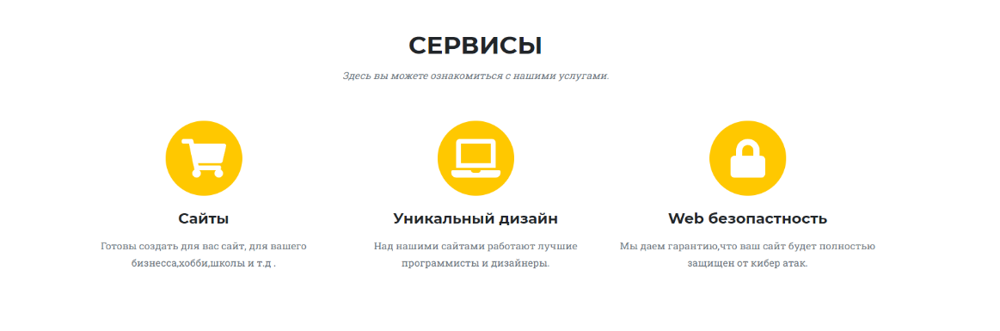 СЕРВИСЫ
Здесь вы можете ознакомиться с нашими услугами.
Сайты
Готовы создать для вас сайт, для вашего
бизнесса,хобби,школы и т.д .
Уникальный дизайн
Над нашими сайтами работают лучшие
программисты и дизайнеры.
Web безопастность
Мы даем гарантию,что ваш сайт будет полностью
защищен от кибер атак.